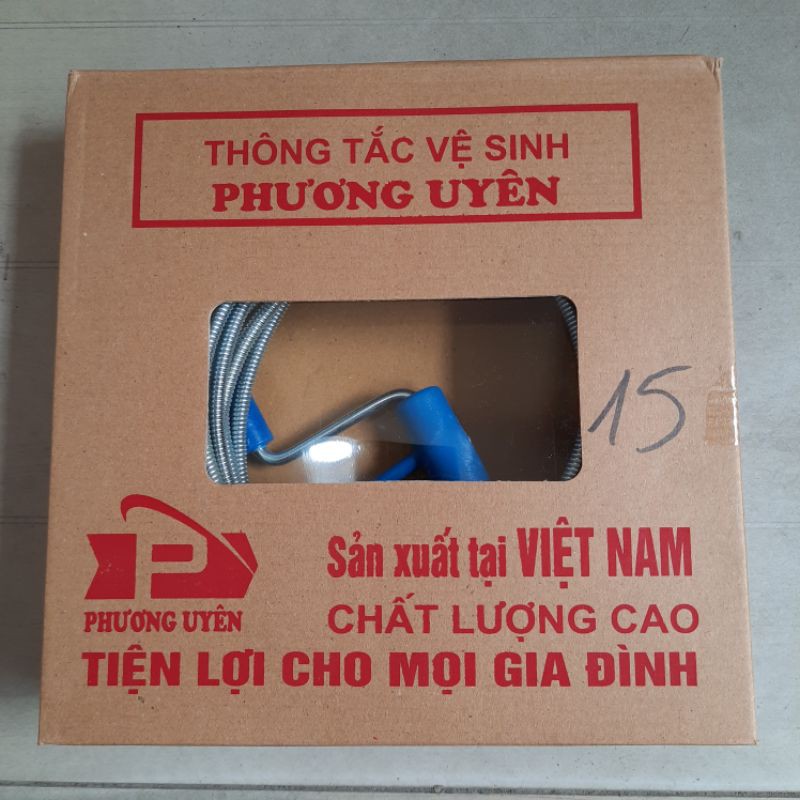 THÔNG TẮC VỆ SINH
PHƯƠNG UYÊN
15
P
PHƯƠNG UYÊN
Sản xuất tại VIỆT NAM
CHẤT LƯỢNG CAO
TIỆN LỢI CHO MỌI GIA ĐÌNH